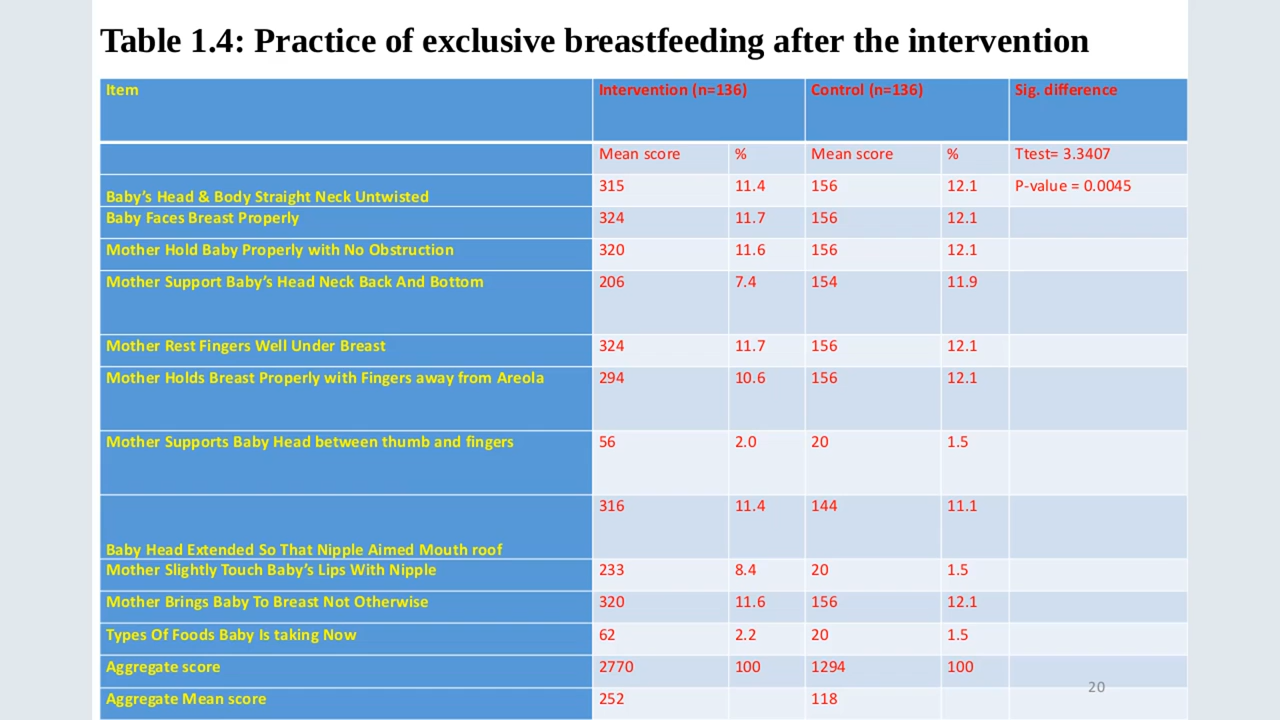 Table 1.4: Practice of exclusive breastfeeding after the intervention
Item Intervention (n=136) Control (n=136) Sig. difference
Mean score % Mean score % Ttest= 3.3407
Baby’s Head & Body Straight Neck Untwisted 315 11.4 156 12.1 P-value = 0.0045
Baby Faces Breast Properly 324 11.7 156 12.1
Mother Hold Baby Properly with No Obstruction 320 11.6 156 12.1
Mother Support Baby’s Head Neck Back And Bottom 206 7.4 154 11.9
Mother Rest Fingers Well Under Breast 324 11.7 156 12.1
Mother Holds Breast Properly with Fingers away from Areola 294 10.6 156 12.1
Mother Supports Baby Head between thumb and fingers 56 2.0 20 1.5
Baby Head Extended So That Nipple Aimed Mouth roof 316 11.4 144 11.1
Mother Slightly Touch Baby’s Lips With Nipple 233 8.4 20 1.5
Mother Brings Baby To Breast Not Otherwise 320 11.6 156 12.1
Types Of Foods Baby Is taking Now 62 2.2 20 1.5
Aggregate score 2770 100 1294 100
Aggregate Mean score 252 118
20